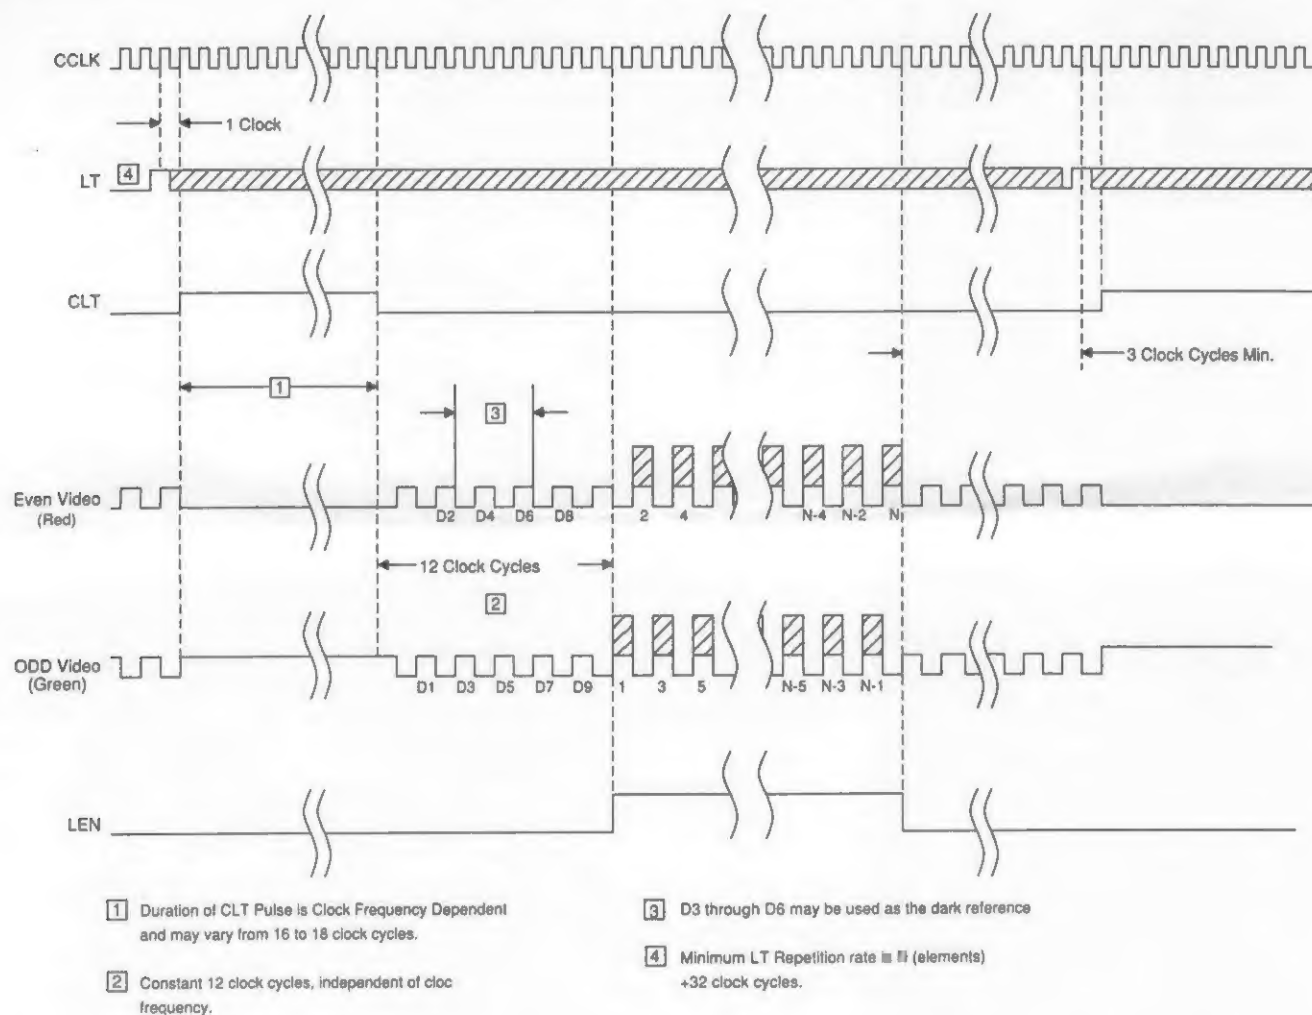 CCLK
1 Clock
LT 4
CLT
3 Clock Cycles Min.
1
3
Even Video
(Red)
D2 D4 D6 D8 2 4 N-4 N-2 N
12 Clock Cycles
2
ODD Video
(Green)
D1 D3 D5 D7 D9 1 3 5 N-5 N-3 N-1
LEN
1 Duration of CLT Pulse is Clock Frequency Dependent
and may vary from 16 to 18 clock cycles.
2 Constant 12 clock cycles, independent of cloc
frequency.
3 D3 through D6 may be used as the dark reference
4 Minimum LT Repetition rate (elements)
+32 clock cycles.